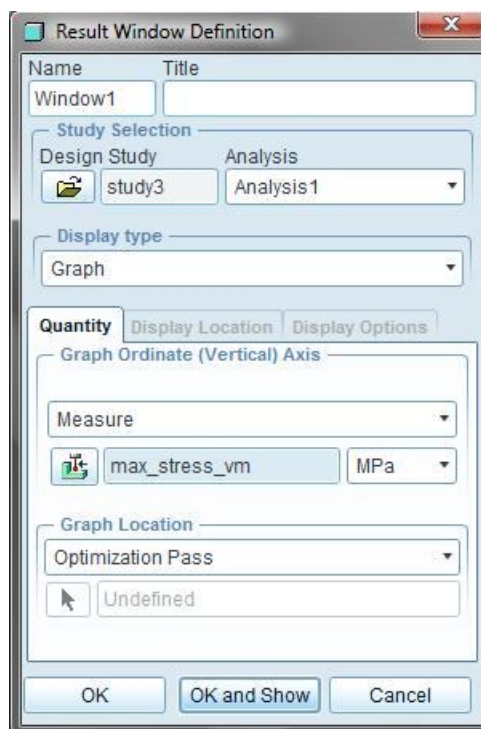 Result Window Definition
Name Title
Window1
Study Selection
Design Study Analysis
study3 Analysis1
Display type
Graph
Quantity Display Location Display Options
Graph Ordinate (Vertical) Axis
Measure
max_stress_vm MPa
Graph Location
Optimization Pass
Undefined
OK OK and Show Cancel